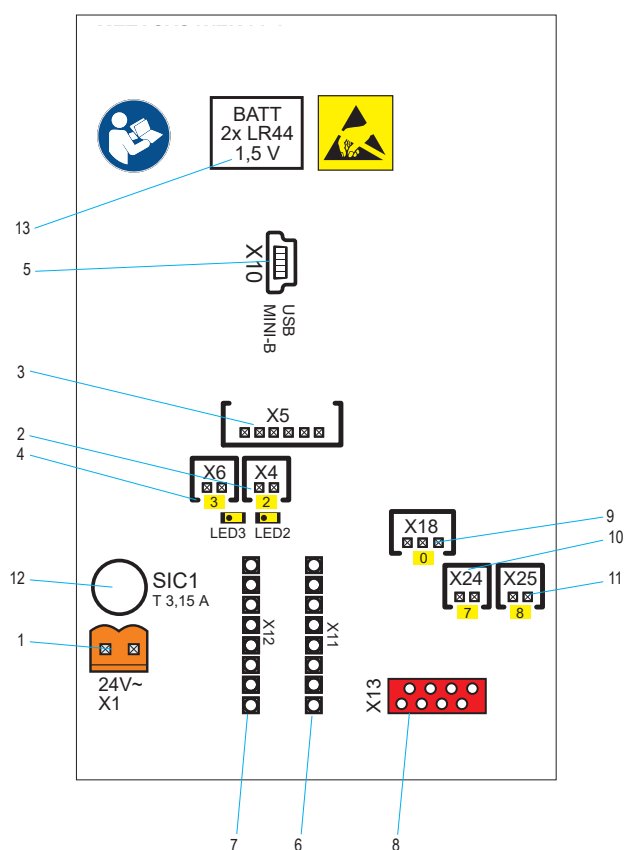 BATT
2x LR44
1,5 V
13
X10
5
USB
MINI-B
3
X5
2
4
X6
X4
3
2
LED3
LED2
X18
9
0
10
X24
X25
11
7
8
12
SIC1
T 3,15 A
X12
X11
1
24V~
X1
X13
7
6
8